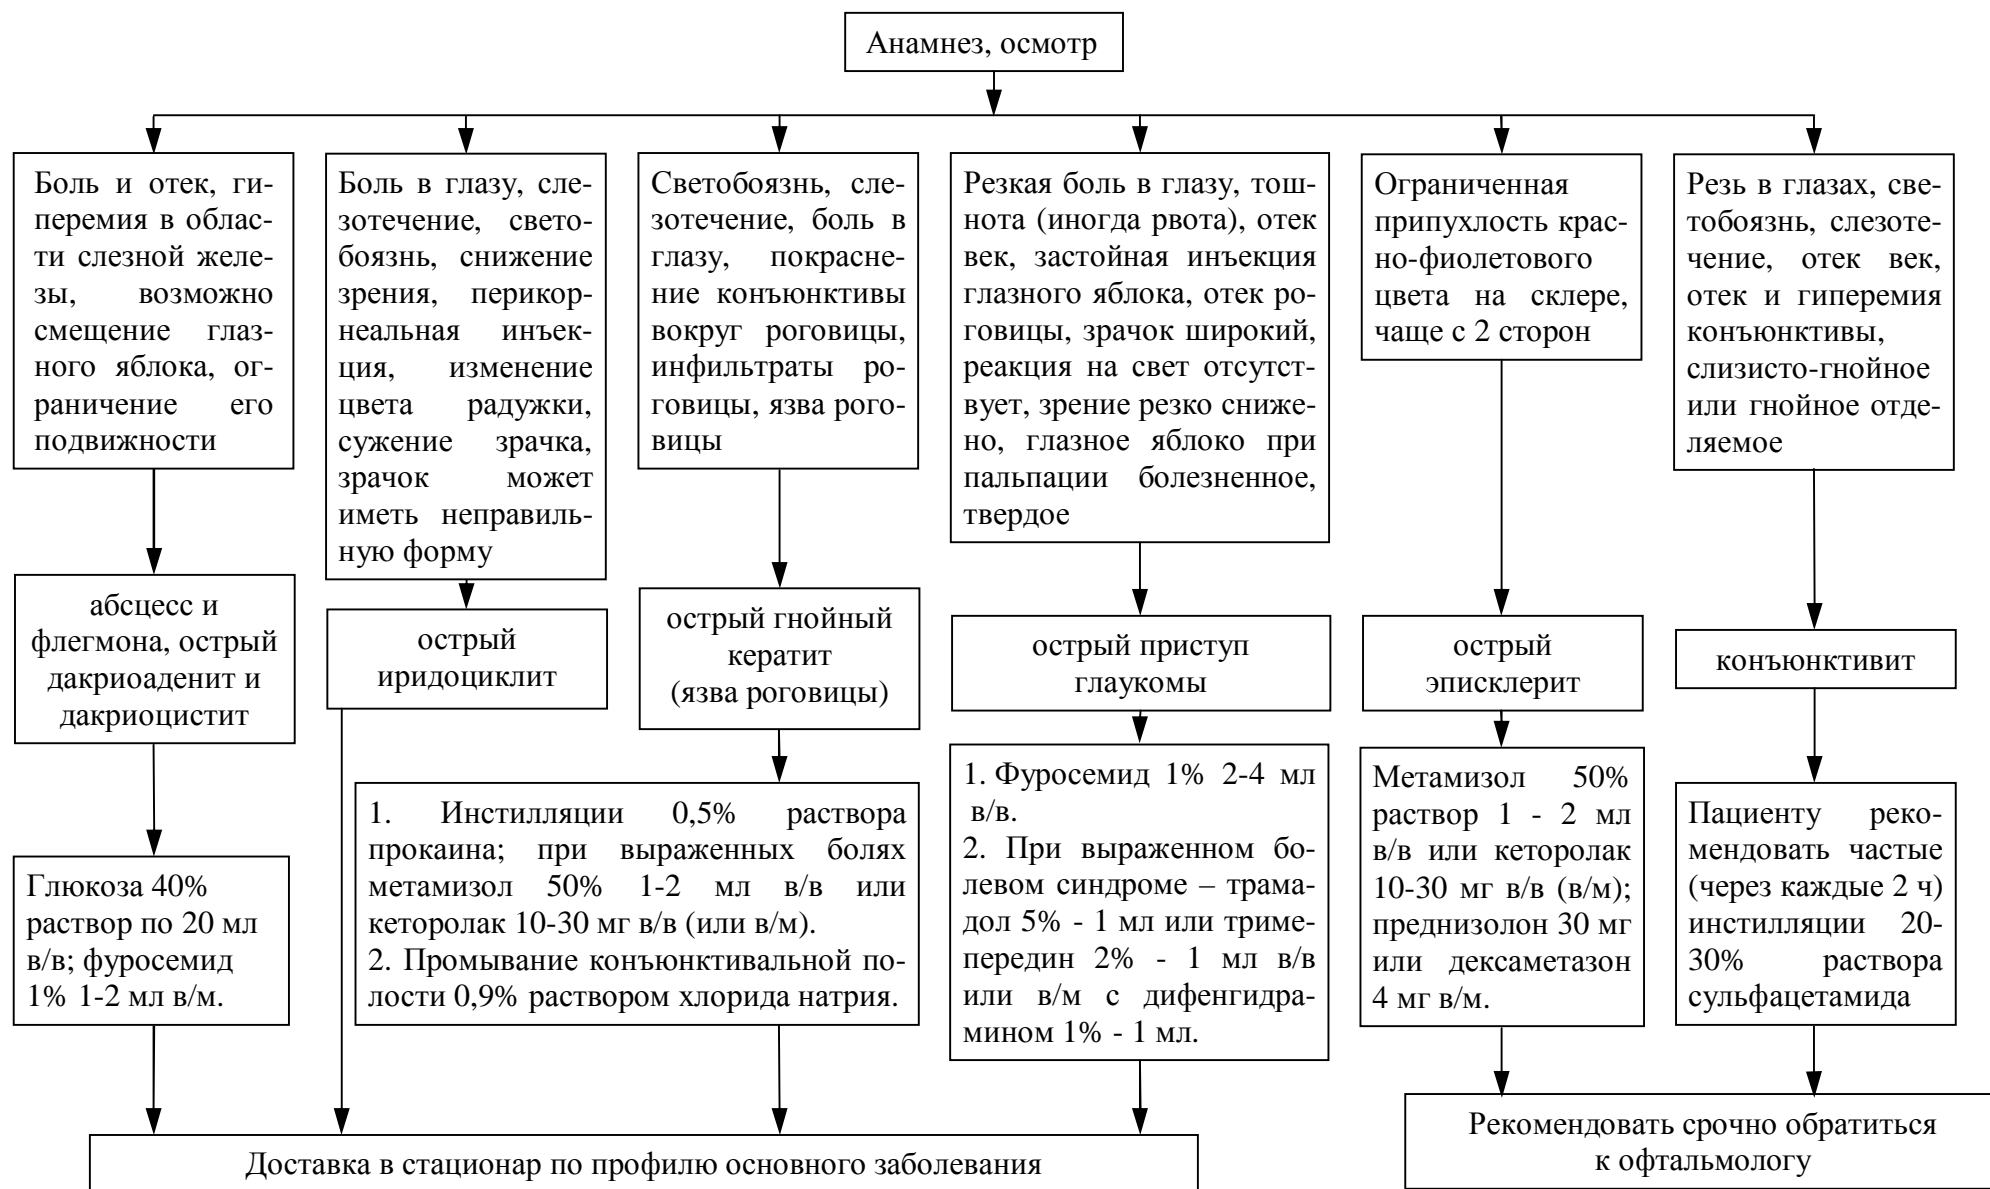 Анамнез, осмотр
Боль и отек, ги-
перемия в облас-
ти слезной желе-
зы, возможно
смещение глаз-
ного яблока, ог-
раничение его
подвижности
Боль в глазу, сле-
зотечение, свето-
боязнь, снижение
зрения, перикор-
неальная инъек-
ция, изменение
цвета радужки,
сужение зрачка,
зрачок может
иметь неправиль-
ную форму
Светобоязнь, сле-
зотечение, боль в
глазу, покрасне-
ние конъюнктивы
вокруг роговицы,
инфильтраты ро-
говицы, язва рого-
вицы
Резкая боль в глазу, тош-
нота (иногда рвота), отек
век, застойная инъекция
глазного яблока, отек ро-
говицы, зрачок широкий,
реакция на свет отсутст-
вует, зрение резко сниже-
но, глазное яблоко при
пальпации болезненное,
твердое
Ограниченная
припухлость крас-
но-фиолетового
цвета на склере,
чаще с 2 сторон
Резь в глазах, све-
тобоязнь, слезоте-
чение, отек век,
отек и гиперемия
конъюнктивы,
слизисто-гнойное
или гнойное отде-
ляемое
абсцесс и
флегмона, острый
дакриоаденит и
дакриоцистит
острый
иридоциклит
острый гнойный
кератит
(язва роговицы)
острый приступ
глаукомы
острый
эписклерит
конъюнктивит
Глюкоза 40%
раствор по 20 мл
в/в; фуросемид
1% 1-2 мл в/м.
1. Инстилляции 0,5% раствора
прокаина; при выраженных болях
метамизол 50% 1-2 мл в/в или
кеторолак 10-30 мг в/в (или в/м).
2. Промывание конъюнктивальной по-
лости 0,9% раствором хлорида натрия.
1. Фуросемид 1% 2-4 мл
в/в.
2. При выраженном бо-
левом синдроме – трама-
дол 5% - 1 мл или триме-
перидин 2% - 1 мл в/в
или в/м с дифенгидра-
мином 1% - 1 мл.
Метамизол 50%
раствор 1 - 2 мл
в/в или кеторолак
10-30 мг в/в (в/м);
преднизолон 30 мг
или дексаметазон
4 мг в/м.
Пациенту реко-
мендовать частые
(через каждые 2 ч)
инстилляции 20-
30% раствора
сульфацетамида
Доставка в стационар по профилю основного заболевания
Рекомендовать срочно обратиться
к офтальмологу